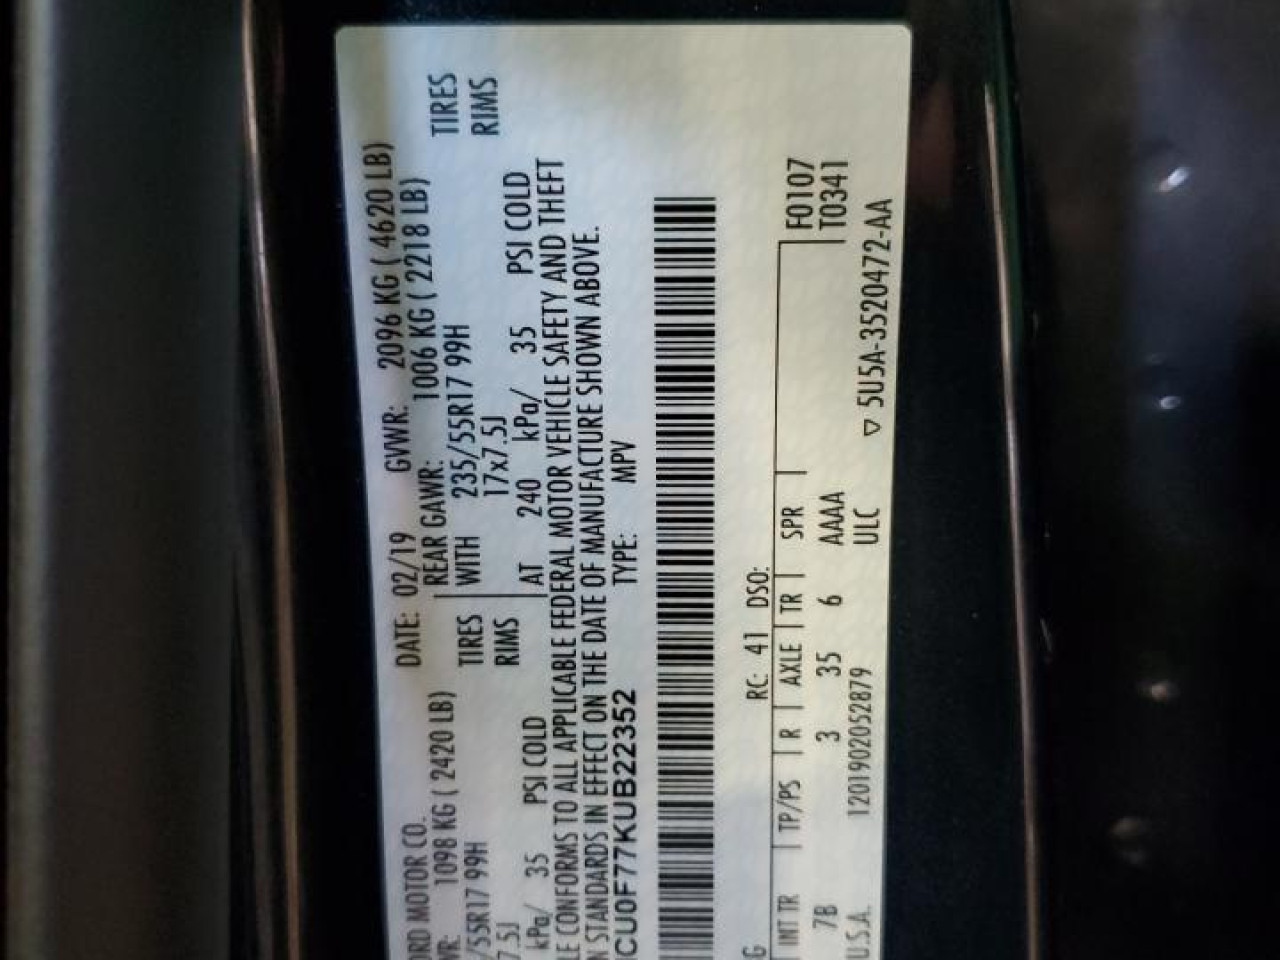 ORD MOTOR CO. DATE: 02/19 GVWR: 2096 KG ( 4620 LB)
WR: 1098 KG ( 2420 LB) REAR GAWR: 1006 KG ( 2218 LB)
/55R17 99H TIRES WITH 235/55R17 99H TIRES
7.5J RIMS 17x7.5J RIMS
kPa/ 35 PSI COLD AT 240 kPa/ 35 PSI COLD
LE CONFORMS TO ALL APPLICABLE FEDERAL MOTOR VEHICLE SAFETY AND THEFT
N STANDARDS IN EFFECT ON THE DATE OF MANUFACTURE SHOWN ABOVE.
CU0F77KUB22352 TYPE: MPV
G RC: 41 DSO:
INT TR TP/PS R AXLE TR SPR F0107
7B 3 35 6 AAAA T0341
U.S.A. 1201902052879 ULC
▽ 5U5A-3520472-AA